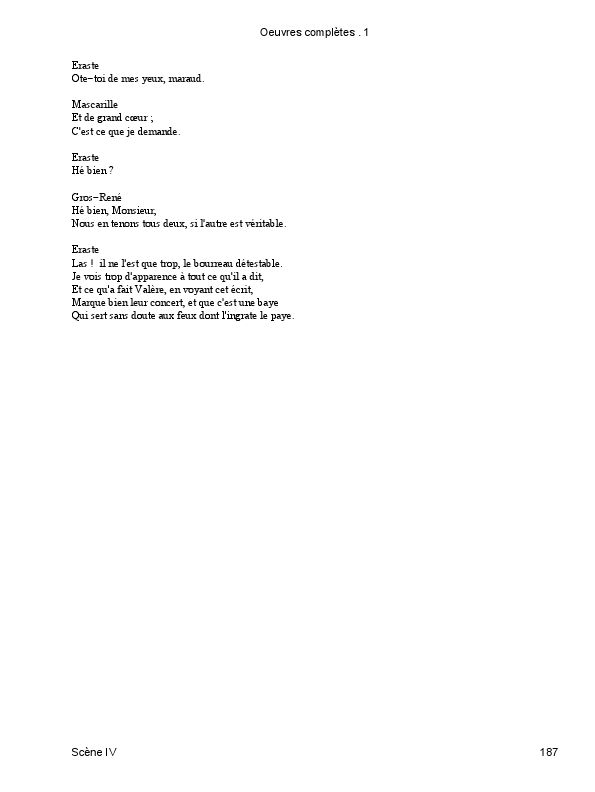 Oeuvres complètes . 1
Eraste
Ote−toi de mes yeux, maraud.
Mascarille
Et de grand cœur ;
C'est ce que je demande.
Eraste
Hé bien ?
Gros−René
Hé bien, Monsieur,
Nous en tenons tous deux, si l'autre est véritable.
Eraste
Las !  il ne l'est que trop, le bourreau détestable.
Je vois trop d'apparence à tout ce qu'il a dit,
Et ce qu'a fait Valère, en voyant cet écrit,
Marque bien leur concert, et que c'est une baye
Qui sert sans doute aux feux dont l'ingrate le paye.
Scène IV
187